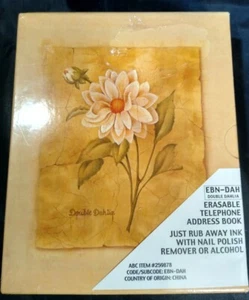 Double Dahlia
EBN-DAH
DOUBLE DAHLIA
ERASABLE
TELEPHONE
ADDRESS BOOK
JUST RUB AWAY INK
WITH NAIL POLISH
REMOVER OR ALCOHOL
ABC ITEM #259878
CODE/SUBCODE: EBN-DAH
COUNTRY OF ORIGIN: CHINA